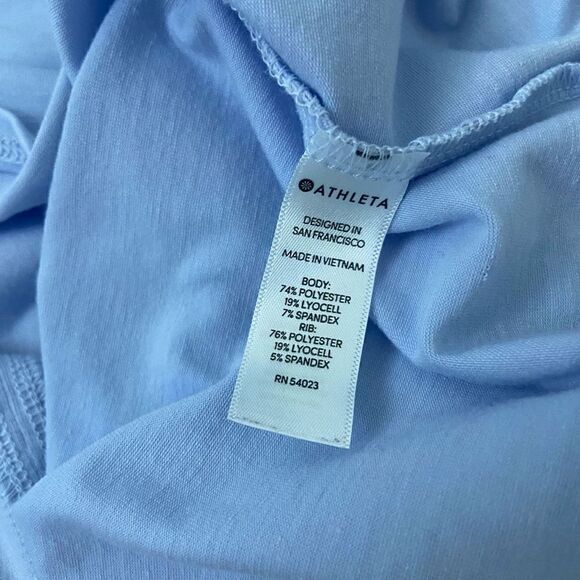 ATHLETA
DESIGNED IN
SAN FRANCISCO
MADE IN VIETNAM
BODY:
74% POLYESTER
19% LYOCELL
7% SPANDEX
RIB:
76% POLYESTER
19% LYOCELL
5% SPANDEX
RN 54023